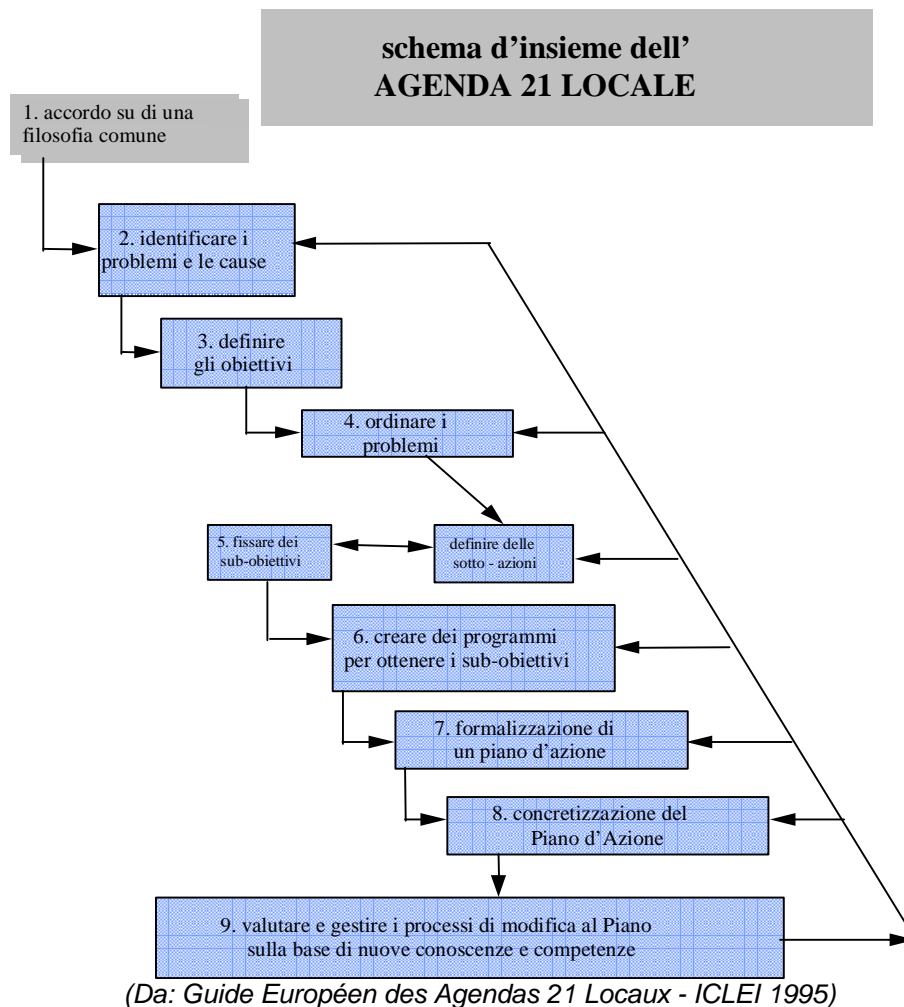 schema d’insieme dell’
AGENDA 21 LOCALE
1. accordo su di una
filosofia comune
2. identificare i
problemi e le cause
3. definire
gli obiettivi
4. ordinare i
problemi
5. fissare dei
sub-obiettivi
definire delle
sotto - azioni
6. creare dei programmi
per ottenere i sub-obiettivi
7. formalizzazione di
un piano d’azione
8. concretizzazione del
Piano d’Azione
9. valutare e gestire i processi di modifica al Piano
sulla base di nuove conoscenze e competenze
(Da: Guide Européen des Agendas 21 Locaux - ICLEI 1995)